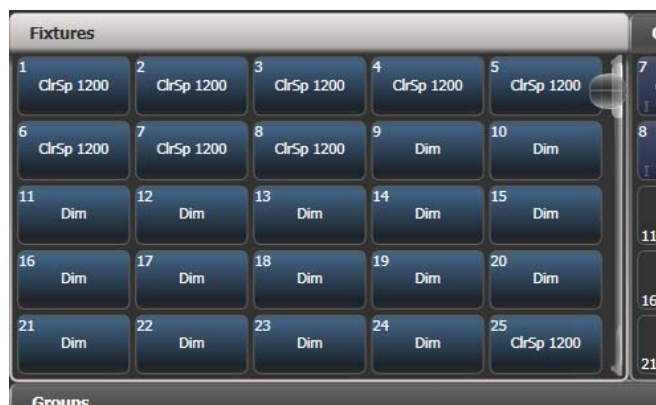 Fixtures
1 2 3 4 5 7
ClrSp 1200 ClrSp 1200 ClrSp 1200 ClrSp 1200 ClrSp 1200
6 7 8 9 10 8
ClrSp 1200 ClrSp 1200 ClrSp 1200 Dim Dim
11 12 13 14 15
Dim Dim Dim Dim Dim
11
16 17 18 19 20
Dim Dim Dim Dim Dim
16
21 22 23 24 25
Dim Dim Dim Dim ClrSp 1200
21
Groups